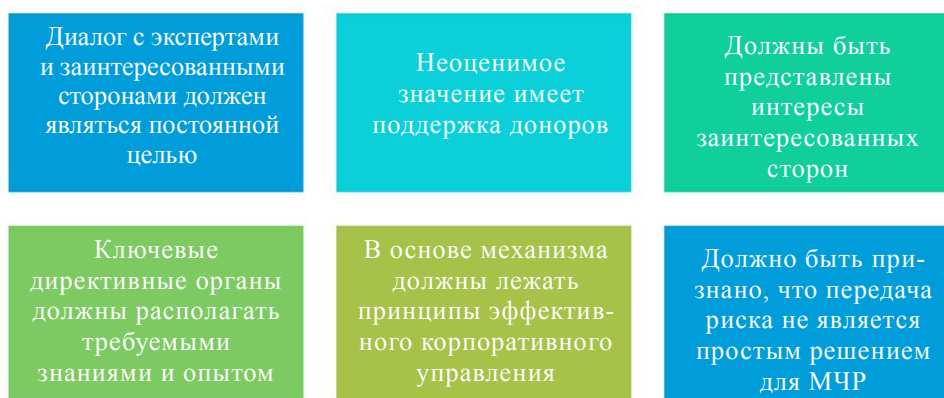 Диалог с экспертами
и заинтересованными
сторонами должен
являться постоянной
целью
Неоценимое
значение имеет
поддержка доноров
Должны быть
представлены
интересы
заинтересованных
сторон
Ключевые
директивные органы
должны располагать
требуемыми
знаниями и опытом
В основе механизма
должны лежать
принципы эффектив-
ного корпоративного
управления
Должно быть при-
знано, что передача
риска не является
простым решением
для МЧР